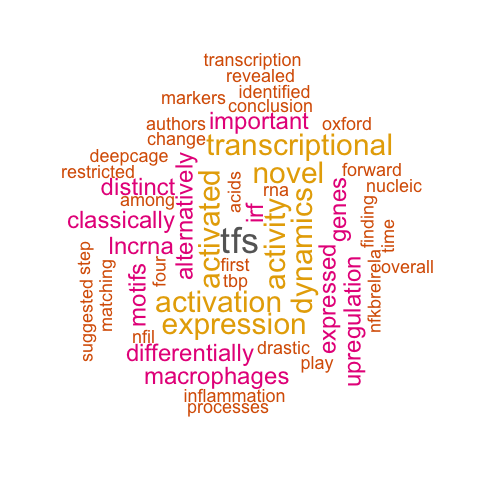 transcription
revealed
identified
markers
conclusion
authors
important
oxford
change
transcriptional
deepcage
restricted
alternatively
novel
forward
distinct
among
activated
acids
rna
irf
genes
nucleic
classically
tfs
activity
dynamics
finding
time
lncrna
first
tbp
expressed
upregulation
nfkbrelrela
overall
suggested
step
matching
motifs
four
activation
expression
nfil
differentially
drastic
play
macrophages
inflammation
processes